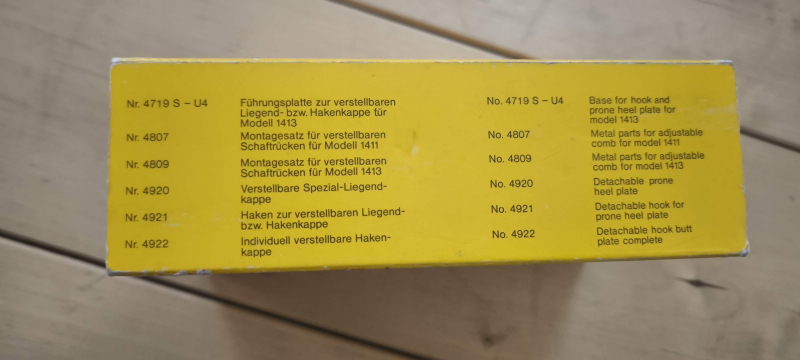 Nr. 4719 S – U4 Führungsplatte zur verstellbaren
Liegend- bzw. Hakenkappe für
Modell 1413
Nr. 4807 Montagesatz für verstellbaren
Schaftrücken für Modell 1411
Nr. 4809 Montagesatz für verstellbaren
Schaftrücken für Modell 1413
Nr. 4920 Verstellbare Spezial-Liegend-
kappe
Nr. 4921 Haken zur verstellbaren Liegend-
bzw. Hakenkappe
Nr. 4922 Individuell verstellbare Haken-
kappe
No. 4719 S – U4 Base for hook and
prone heel plate for
model 1413
No. 4807 Metal parts for adjustable
comb for model 1411
No. 4809 Metal parts for adjustable
comb for model 1413
No. 4920 Detachable prone
heel plate
No. 4921 Detachable hook for
prone heel plate
No. 4922 Detachable hook butt
plate complete